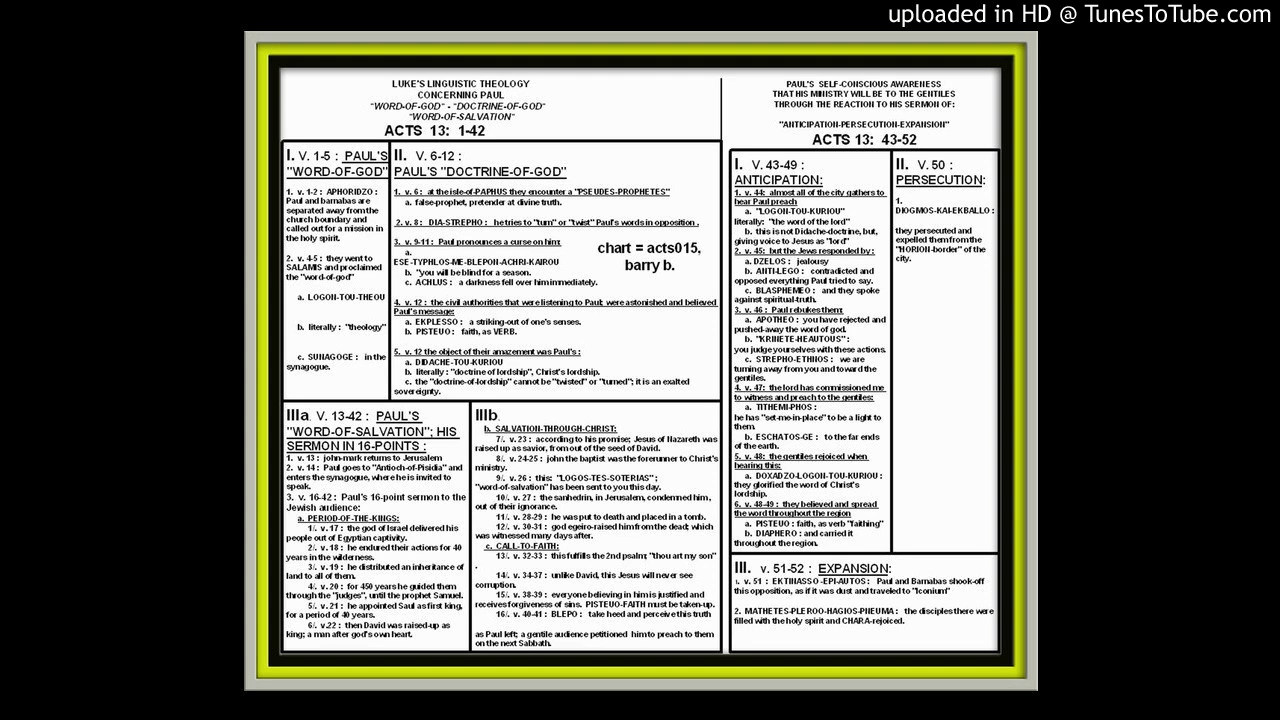 uploaded in HD @ TunesToTube.com
LUKE'S LINGUISTIC THEOLOGY
CONCERNING PAUL
"WORD-OF-GOD" - "DOCTRINE-OF-GOD"
"WORD-OF-SALVATION"
ACTS 13: 1-42
I. V. 1-5 : PAUL'S
"WORD-OF-GOD"
1. v. 1-2 : APHORIDZO :
Paul and barnabas are
separated away from the
church boundary and
called out for a mission in
the holy spirit.
2. v. 4-5 : they went to
SALAMIS and proclaimed
the "word-of-god"
a. LOGON-TOU-THEOU
b. literally : "theology"
c. SUNAGOGE : in the
synagogue.
II. V. 6-12 :
PAUL'S "DOCTRINE-OF-GOD"
1. v. 6 : at the isle-of-PAPHUS they encounter a "PSEUDES-PROPHETES"
a. false-prophet, pretender at divine truth.
2. v. 8 : DIA-STREPHO : he tries to "turn" or "twist" Paul's words in opposition .
3. v. 9-11 : Paul pronounces a curse on him:
a.
ESE-TYPHLOS-ME-BLEPON-ACHRI-KAIROU
b. "you will be blind for a season.
c. ACHLUS : a darkness fell over him immediately.
chart = acts015,
barry b.
4. v. 12 : the civil authorities that were listening to Paul; were astonished and believed
Paul's message:
a. EKPLESSO : a striking-out of one's senses.
b. PISTEUO : faith, as VERB.
5. v. 12 the object of their amazement was Paul's :
a. DIDACHE-TOU-KURIOU
b. literally : "doctrine of lordship", Christ's lordship.
c. the "doctrine-of-lordship" cannot be "twisted" or "turned"; it is an exalted
sovereignty.
IIIa. V. 13-42 : PAUL'S
"WORD-OF-SALVATION"; HIS
SERMON IN 16-POINTS :
1. v. 13 : john-mark returns to Jerusalem
2. v. 14 : Paul goes to "Antioch-of-Pisidia" and
enters the synagogue, where he is invited to
speak.
3. v. 16-42 : Paul's 16-point sermon to the
Jewish audience:
a. PERIOD-OF-THE-KINGS:
1/. v. 17 : the god of Israel delivered his
people out of Egyptian captivity.
2/. v. 18 : he endured their actions for 40
years in the wilderness.
3/. v. 19 : he distributed an inheritance of
land to all of them.
4/. v. 20 : for 450 years he guided them
through the "judges", until the prophet Samuel.
5/. v. 21 : he appointed Saul as first king,
for a period of 40 years.
6/. v.22 : then David was raised-up as
king; a man after god's own heart.
IIIb.
b. SALVATION-THROUGH-CHRIST:
7/. v. 23 : according to his promise; Jesus of Nazareth was
raised up as savior, from out of the seed of David.
8/. v. 24-25 : john the baptist was the forerunner to Christ's
ministry.
9/. v. 26 : this: "LOGOS-TES-SOTERIAS" ;
"word-of-salvation" has been sent to you this day.
10/. v. 27 : the sanhedrin, in Jerusalem, condemned him,
out of their ignorance.
11/. v. 28-29 : he was put to death and placed in a tomb.
12/. v. 30-31 : god egeiro-raised him from the dead; which
was witnessed many days after.
c. CALL-TO-FAITH:
13/. v. 32-33 : this fulfills the 2nd psalm; "thou art my son"
.
14/. v. 34-37 : unlike David, this Jesus will never see
corruption.
15/. v. 38-39 : everyone believing in him is justified and
receives forgiveness of sins. PISTEUO-FAITH must be taken-up.
16/. v. 40-41 : BLEPO : take heed and perceive this truth
as Paul left; a gentile audience petitioned him to preach to them
on the next Sabbath.
PAUL'S SELF-CONSCIOUS AWARENESS
THAT HIS MINISTRY WILL BE TO THE GENTILES
THROUGH THE REACTION TO HIS SERMON OF:
"ANTICIPATION-PERSECUTION-EXPANSION"
ACTS 13: 43-52
I. V. 43-49 :
ANTICIPATION:
1. v. 44: almost all of the city gathers to
hear Paul preach
a. "LOGON-TOU-KURIOU"
literally: "the word of the lord"
b. this is not Didache-doctrine, but,
giving voice to Jesus as "lord"
2. v. 45: but the Jews responded by :
a. DZELOS : jealousy
b. ANTI-LEGO : contradicted and
opposed everything Paul tried to say.
c. BLASPHEMEO : and they spoke
against spiritual-truth.
3. v. 46 : Paul rebukes them:
a. APOTHEO : you have rejected and
pushed-away the word of god.
b. "KRINETE-HEAUTOUS" :
you judge yourselves with these actions.
c. STREPHO-ETHNOS : we are
turning away from you and toward the
gentiles.
4. v. 47: the lord has commissioned me
to witness and preach to the gentiles:
a. TITHEMI-PHOS :
he has "set-me-in-place" to be a light to
them.
b. ESCHATOS-GE : to the far ends
of the earth.
5. v. 48: the gentiles rejoiced when
hearing this:
a. DOXADZO-LOGON-TOU-KURIOU :
they glorified the word of Christ's
lordship.
6. v. 48-49 : they believed and spread
the word throughout the region
a. PISTEUO : faith, as verb "faithing"
b. DIAPHERO : and carried it
throughout the region.
II. V. 50 :
PERSECUTION:
1.
DIOGMOS-KAI-EKBALLO :
they persecuted and
expelled them from the
"HORION-border" of the
city.
III. v. 51-52 : EXPANSION:
1. v. 51 : EKTINASSO -EPI-AUTOS : Paul and Barnabas shook-off
this opposition, as if it was dust and traveled to "Iconium"
2. MATHETES-PLEROO-HAGIOS-PNEUMA : the disciples there were
filled with the holy spirit and CHARA-rejoiced.